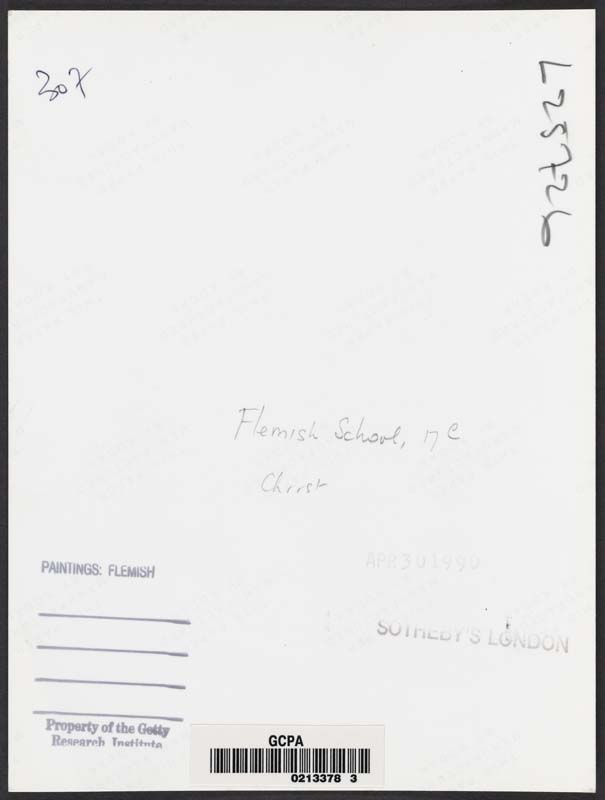 307
Flemish School, 17 C
Christ
PAINTINGS: FLEMISH
APR 30 1990
SOTHEBY'S LONDON
Property of the Getty
Research Institute
GCPA
0213378 3